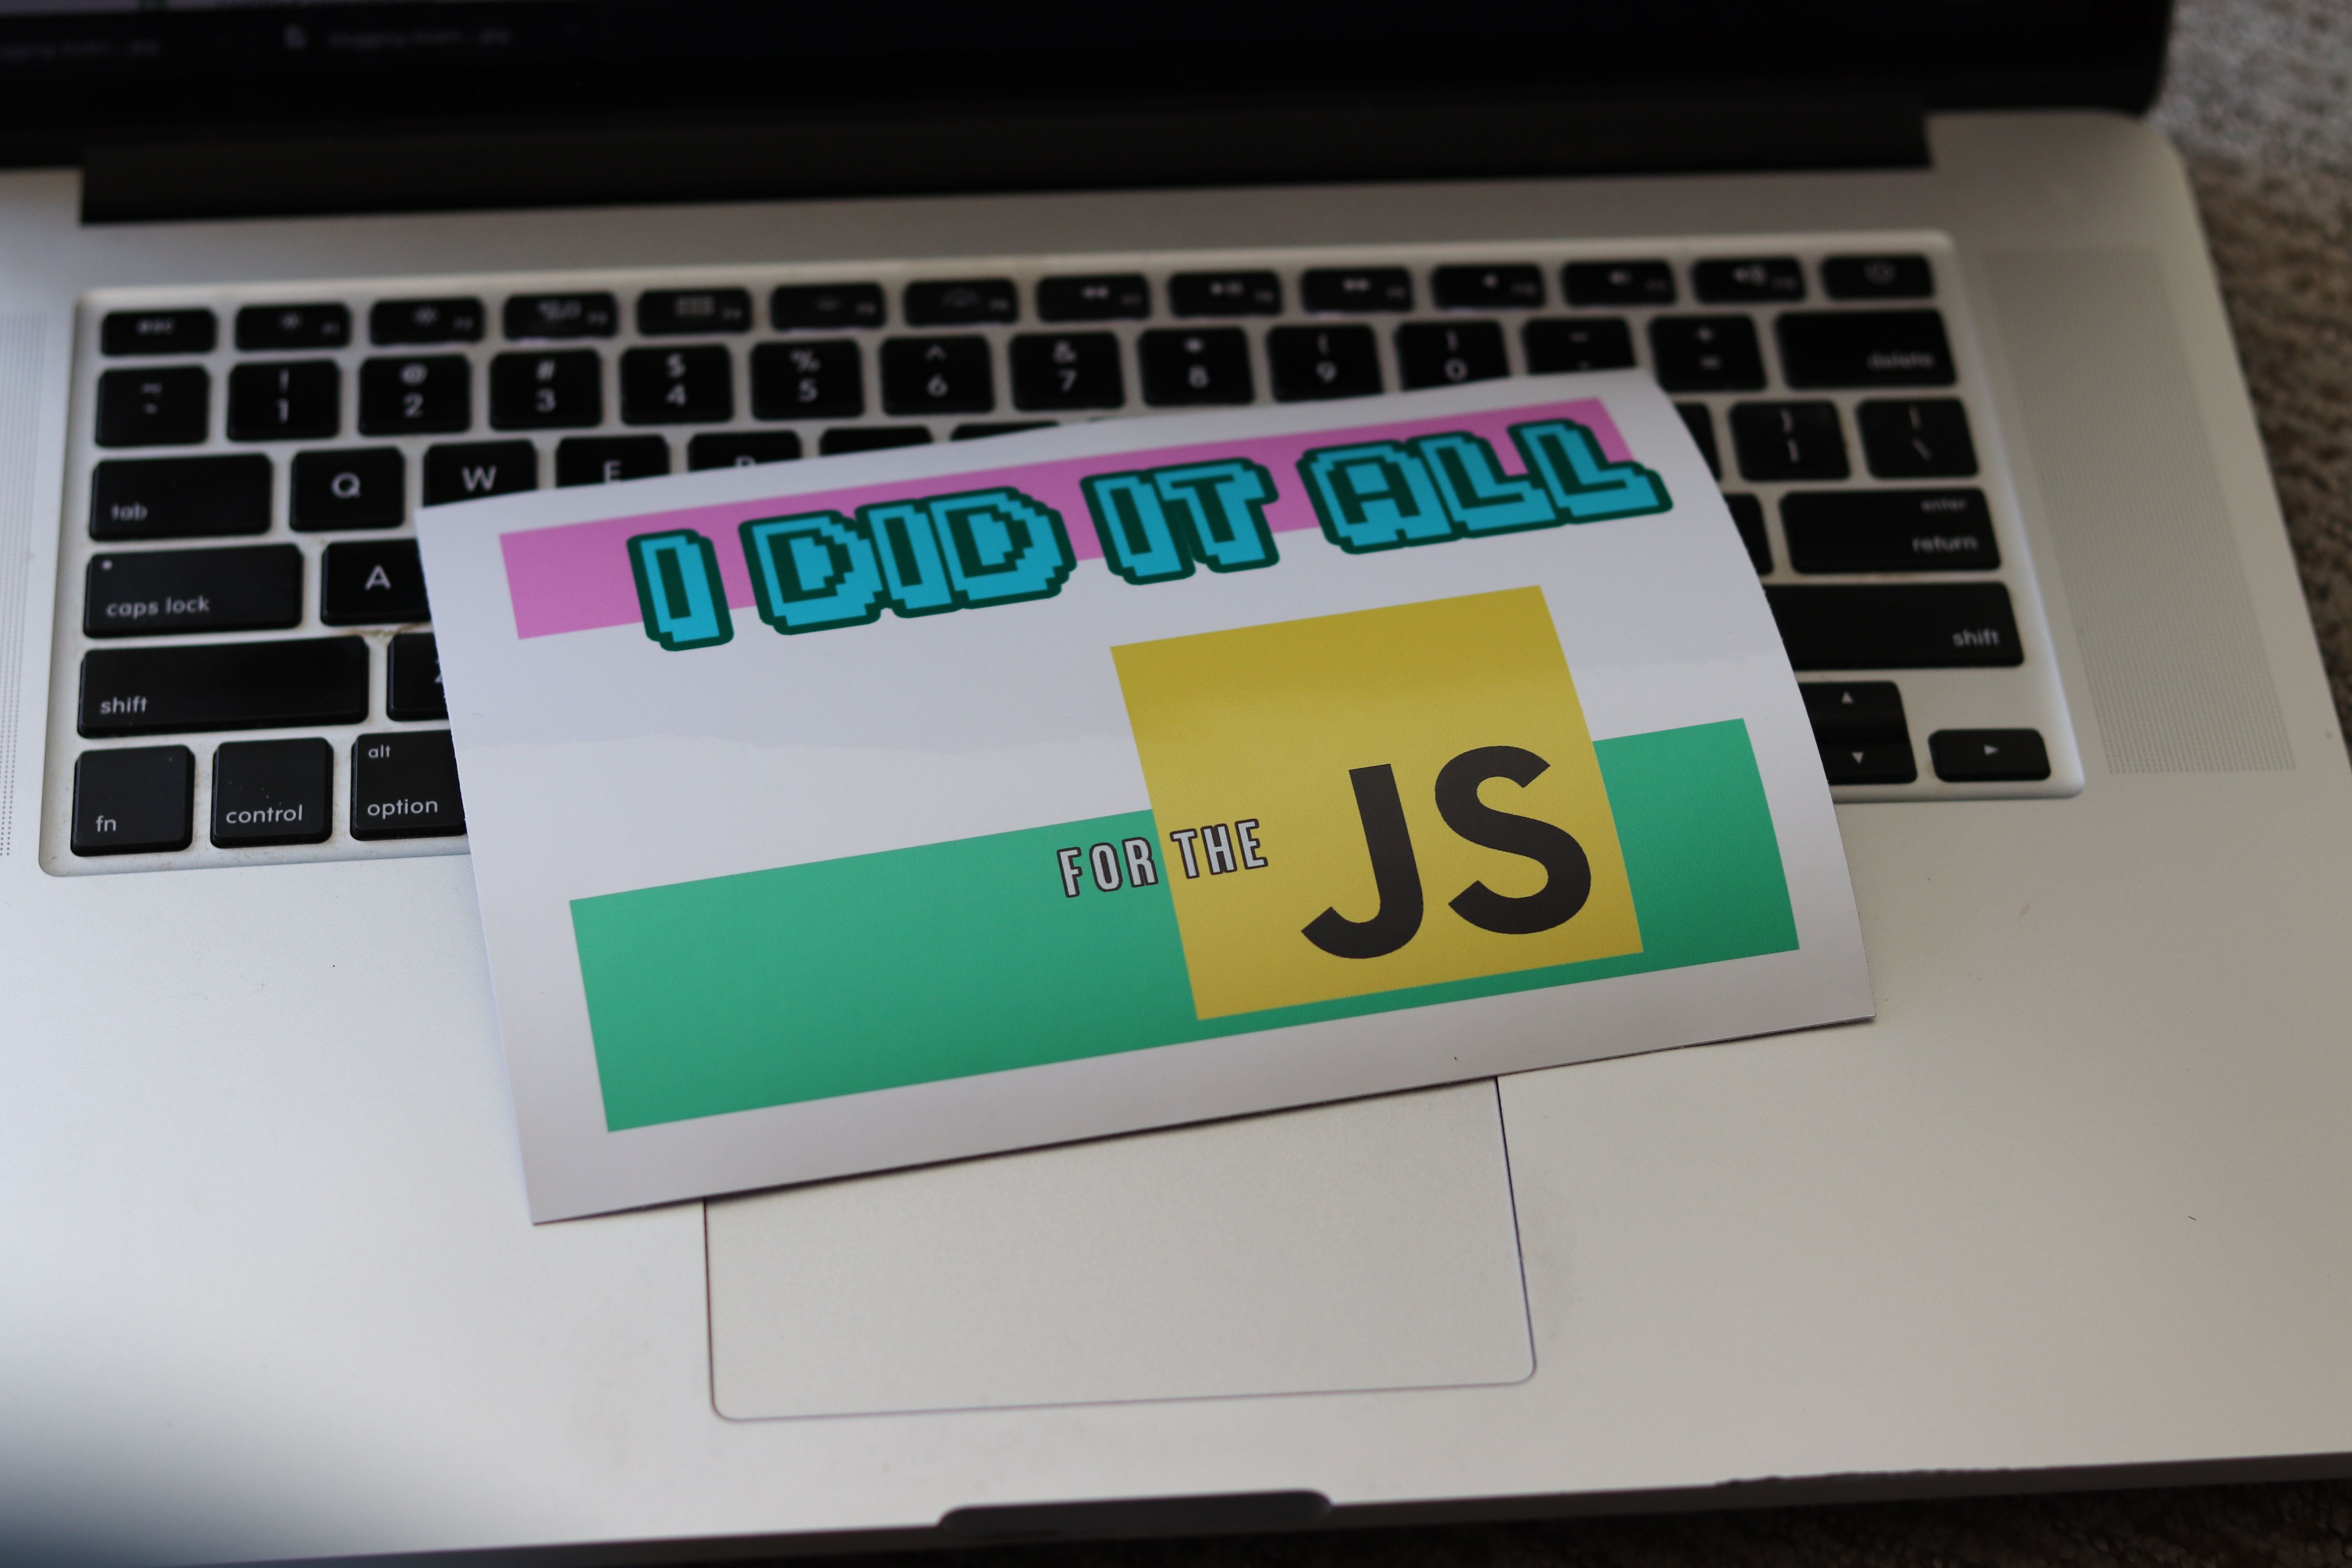 esc
~ ! 1 @ 2 # 3 $ 4 % 5 ^ 6 & 7 * 8 ( 9 ) 0 - + = delete
tab Q W E } ] | \
caps lock A enter return
shift shift
fn control alt option
I DID IT ALL
FOR THE JS